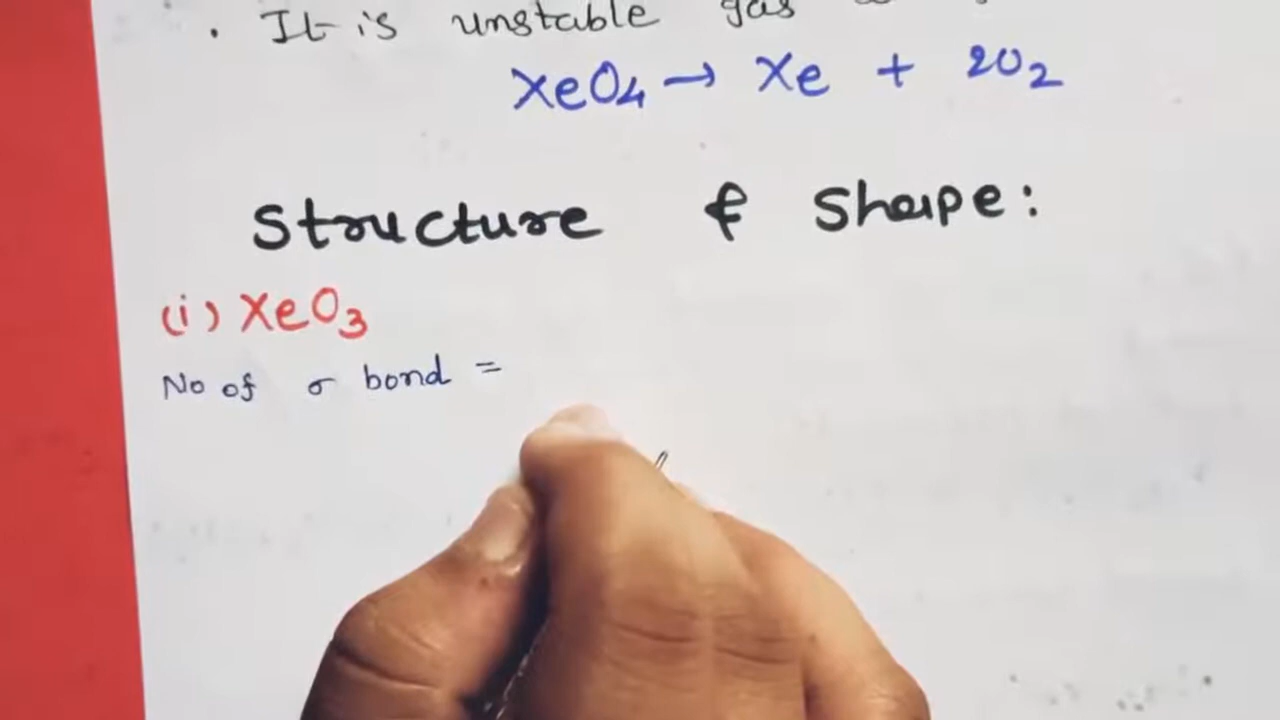 . It is unstable gas
XeO4 → Xe + 2O2
Structure & Shape:
(i) XeO3
No of σ bond =